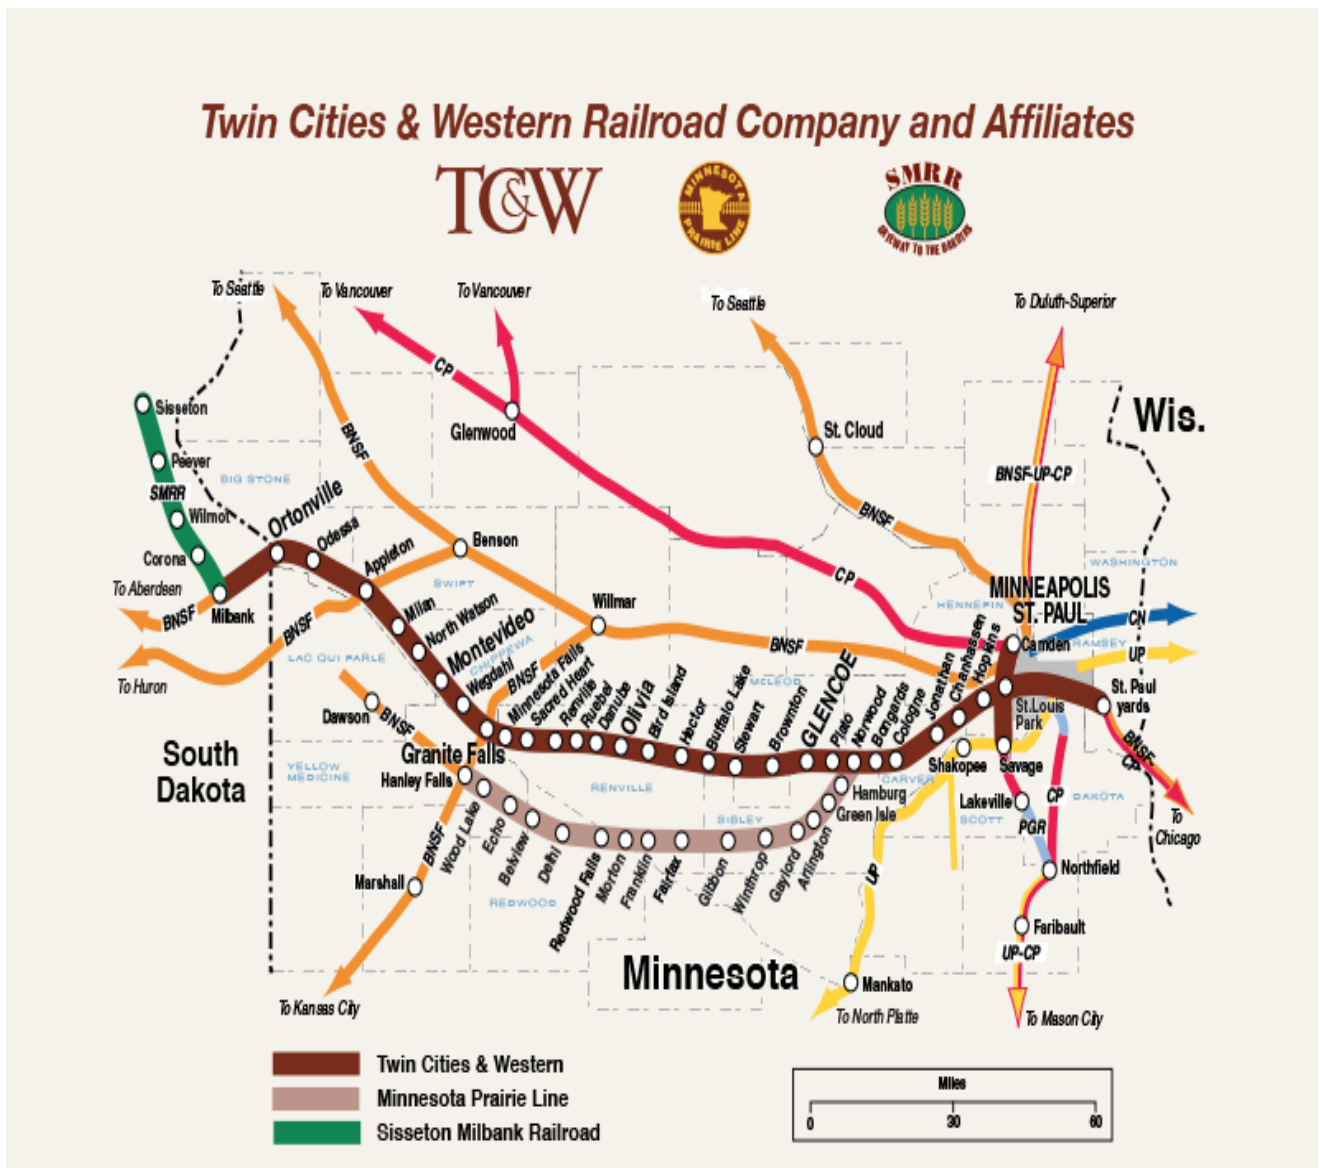 Twin Cities & Western Railroad Company and Affiliates
TC&W
MINNESOTA
PRAIRIE LINE
SMRR
GATEWAY TO THE DAKOTAS
To Seattle
To Vancouver
To Vancouver
To Seattle
To Duluth-Superior
CP
Wis.
Sisseton
Glenwood
St. Cloud
BNSF
Peever
BNSF-UP-CP
BIG STONE
SMRR
Ortonville
Wilmot
BNSF
Odessa
Benson
Corona
Appleton
WASHINGTON
To Aberdeen
SWIFT
CP
MINNEAPOLIS
ST. PAUL
HENNEPIN
Milbank
BNSF
BNSF
Milan
North Watson
Willmar
CN
Montevideo
Camden
RAMSEY
CHIPPEWA
BNSF
UP
LAC QUI PARLE
Wegdahl
BNSF
Minnesota Falls
Sacred Heart
Renville
Ruebel
Danube
Olivia
Bird Island
Hector
Buffalo Lake
Stewart
Brownton
GLENCOE
Plato
Norwood
Bongards
Cologne
Jonathan
Chanhassen
Hopkins
MCLEOD
To Huron
Dawson
BNSF
St.Louis
Park
St. Paul
yards
South
Dakota
Granite Falls
BNSF
CP
YELLOW
MEDICINE
Hanley Falls
Shakopee
Savage
RENVILLE
CARVER
Hamburg
Green Isle
Lakeville
CP
DAKOTA
SCOTT
SIBLEY
PGR
To
Chicago
BNSF
Wood Lake
Echo
Belview
Delhi
Redwood Falls
Morton
Franklin
Fairfax
Gibbon
Winthrop
Gaylord
Arlington
UP
Northfield
Marshall
REDWOOD
Faribault
UP-CP
Minnesota
Mankato
To Kansas City
To North Platte
To Mason City
Twin Cities & Western
Minnesota Prairie Line
Sisseton Milbank Railroad
Miles
0 30 60